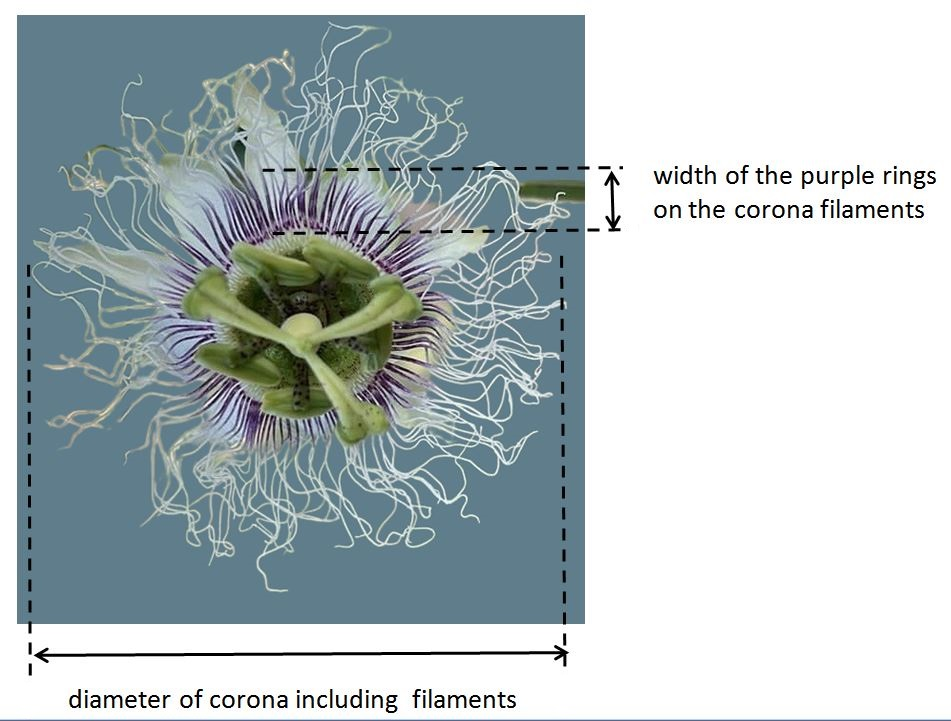 width of the purple rings
on the corona filaments
diameter of corona including filaments